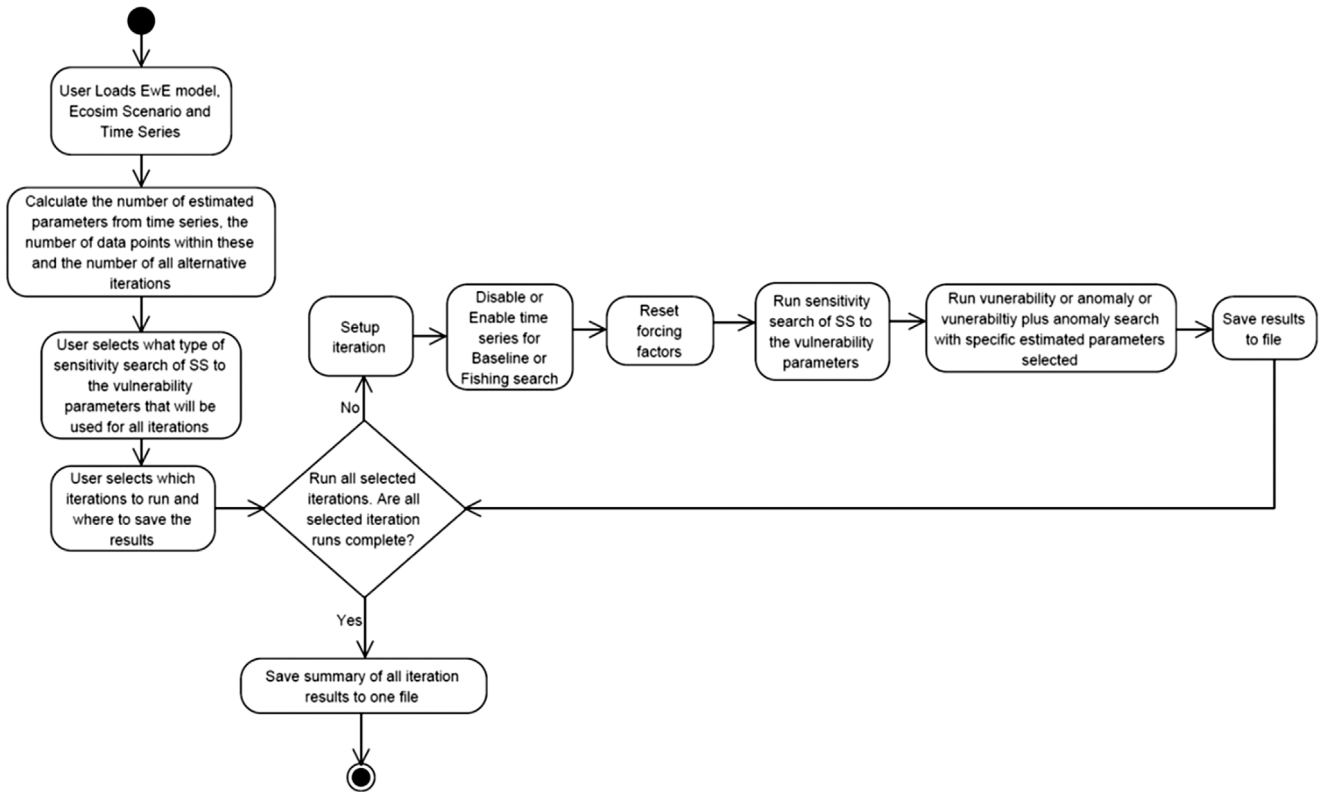 User Loads EwE model,
Ecosim Scenario and
Time Series
Calculate the number of estimated
parameters from time series, the
number of data points within these
and the number of all alternative
iterations
User selects what type of
sensitivity search of SS to
the vulnerability
parameters that will be
used for all iterations
User selects which
iterations to run and
where to save the
results
Run all selected
iterations. Are all
selected iteration
runs complete?
No
Setup
iteration
Disable or
Enable time
series for
Baseline or
Fishing search
Reset
forcing
factors
Run sensitivity
search of SS to
the vulnerability
parameters
Run vunerability or anomaly or
vunerabiltiy plus anomaly search
with specific estimated parameters
selected
Save results
to file
Yes
Save summary of all iteration
results to one file